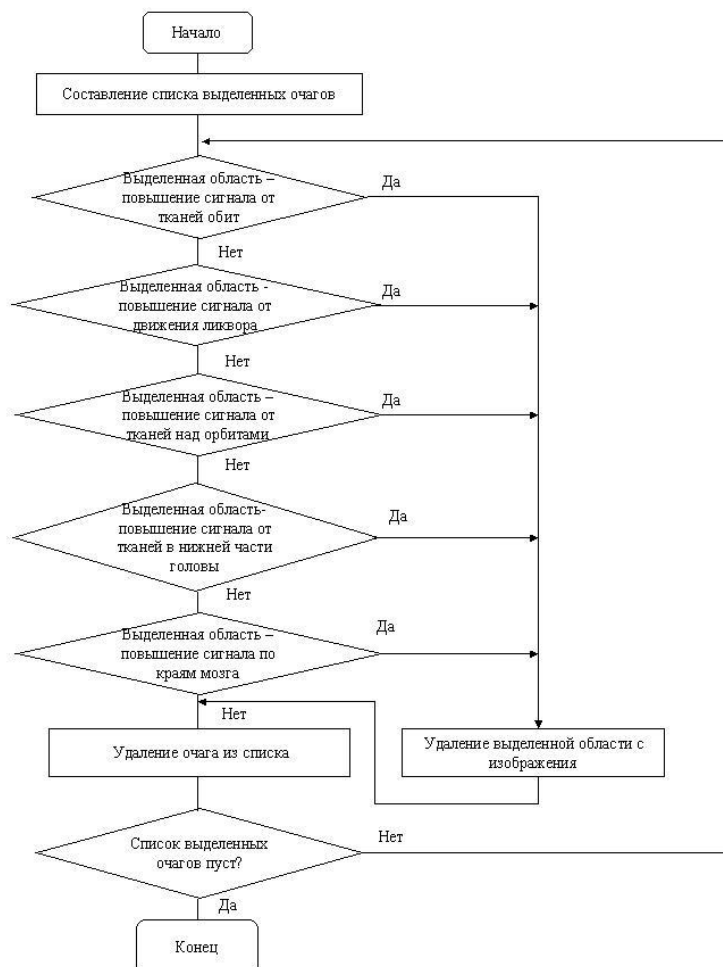 Начало
Составление списка выделенных очагов
Выделенная область –
повышение сигнала от
тканей обит
Да
Нет
Выделенная область -
повышение сигнала от
движения ликвора
Да
Нет
Выделенная область –
повышение сигнала от
тканей над орбитами
Да
Нет
Выделенная область-
повышение сигнала от
тканей в нижней части
головы
Да
Нет
Выделенная область –
повышение сигнала по
краям мозга
Да
Нет
Удаление очага из списка
Удаление выделенной области с
изображения
Список выделенных
очагов пуст?
Нет
Да
Конец